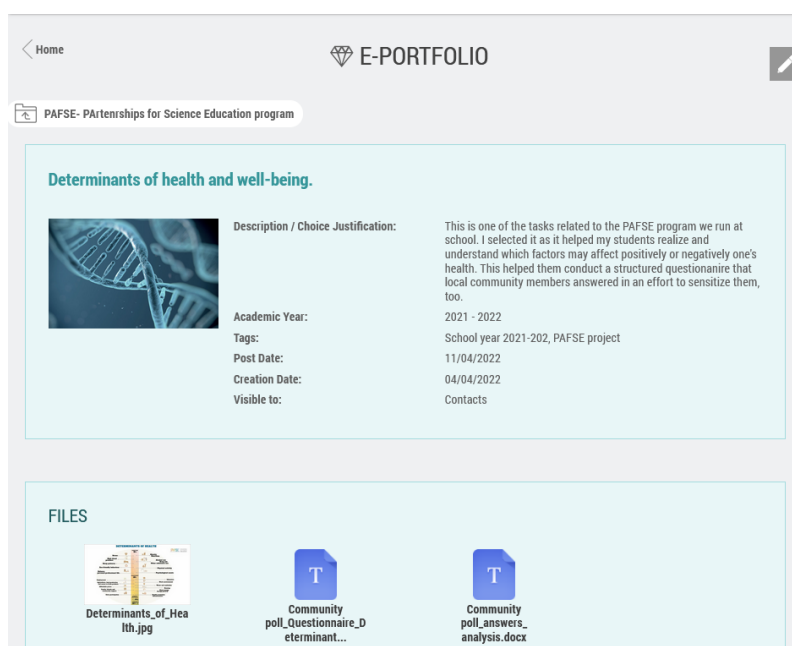 Home
E-PORTFOLIO
PAFSE- PArtenrships for Science Education program
Determinants of health and well-being.
Description / Choice Justification:
This is one of the tasks related to the PAFSE program we run at
school. I selected it as it helped my students realize and
understand which factors may affect positively or negatively one's
health. This helped them conduct a structured questionanire that
local community members answered in an effort to sensitize them,
too.
Academic Year:
2021 - 2022
Tags:
School year 2021-202, PAFSE project
Post Date:
11/04/2022
Creation Date:
04/04/2022
Visible to:
Contacts
FILES
DETERMINANTS OF HEALTH
T
T
Determinants_of_Hea
lth.jpg
Community
poll_Questionnaire_D
eterminant...
Community
poll_answers_
analysis.docx